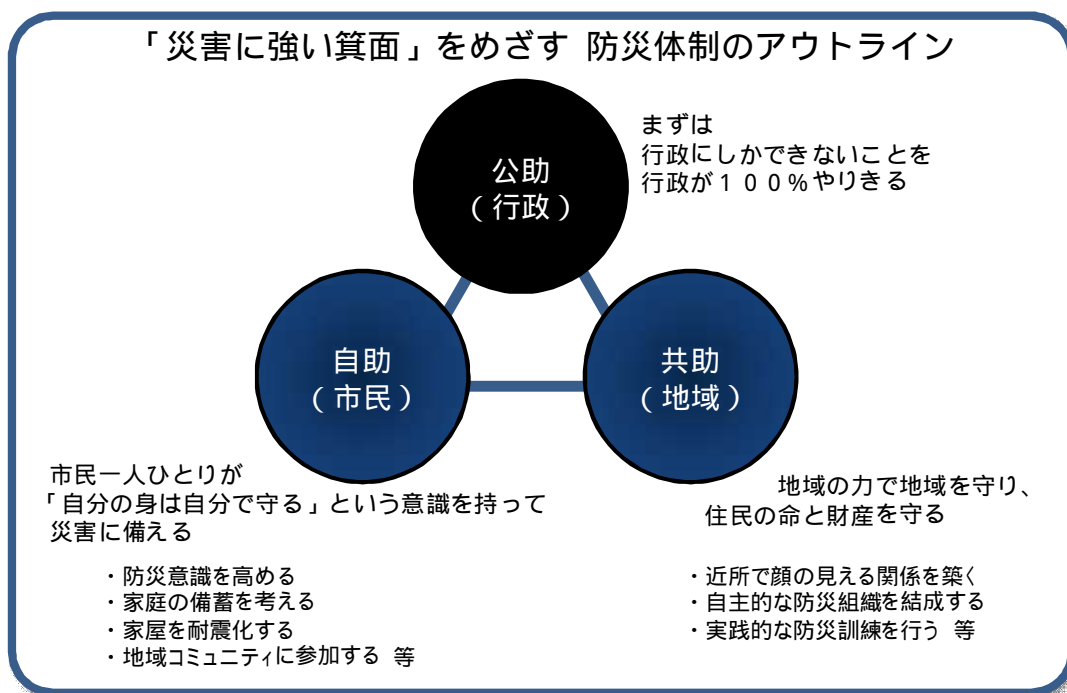 「災害に強い箕面」をめざす 防災体制のアウトライン
公助
(行政)
まずは
行政にしかできないことを
行政が100%やりきる
自助
(市民)
共助
(地域)
市民一人ひとりが
「自分の身は自分で守る」という意識を持って
災害に備える
・防災意識を高める
・家庭の備蓄を考える
・家屋を耐震化する
・地域コミュニティに参加する 等
地域の力で地域を守り、
住民の命と財産を守る
・近所で顔の見える関係を築く
・自主的な防災組織を結成する
・実践的な防災訓練を行う 等